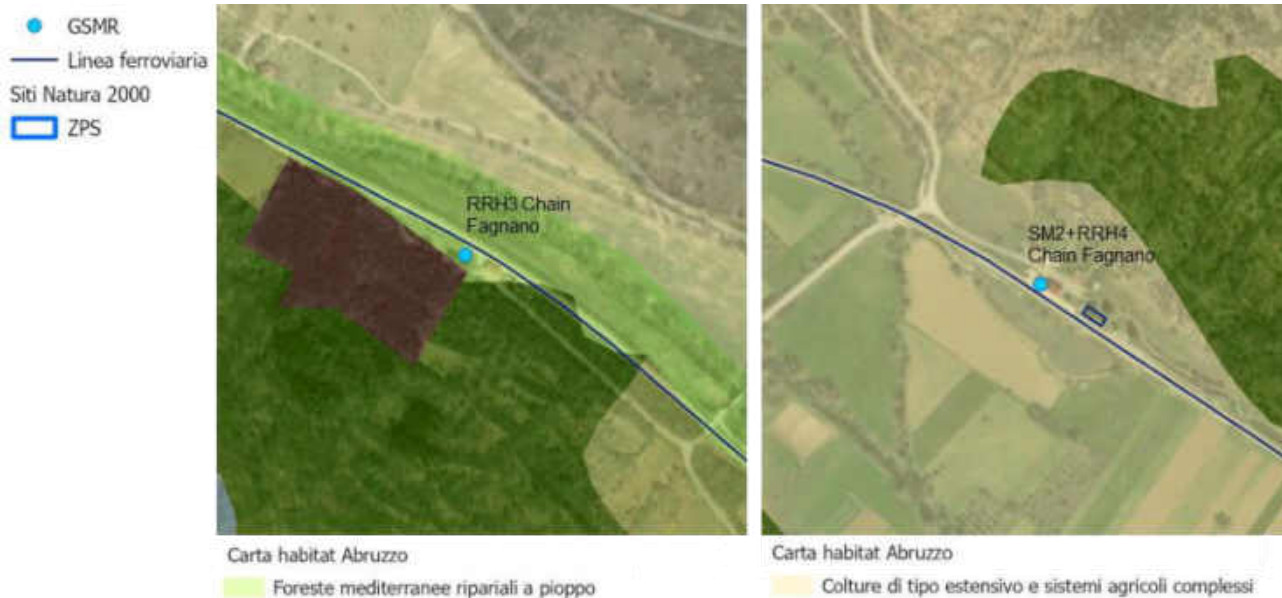 GSMR
Linea ferroviaria
Siti Natura 2000
ZPS
RRH3 Chain
Fagnano
SM2+RRH4
Chain Fagnano
Carta habitat Abruzzo
Foreste mediterranee ripariali a pioppo
Carta habitat Abruzzo
Colture di tipo estensivo e sistemi agricoli complessi